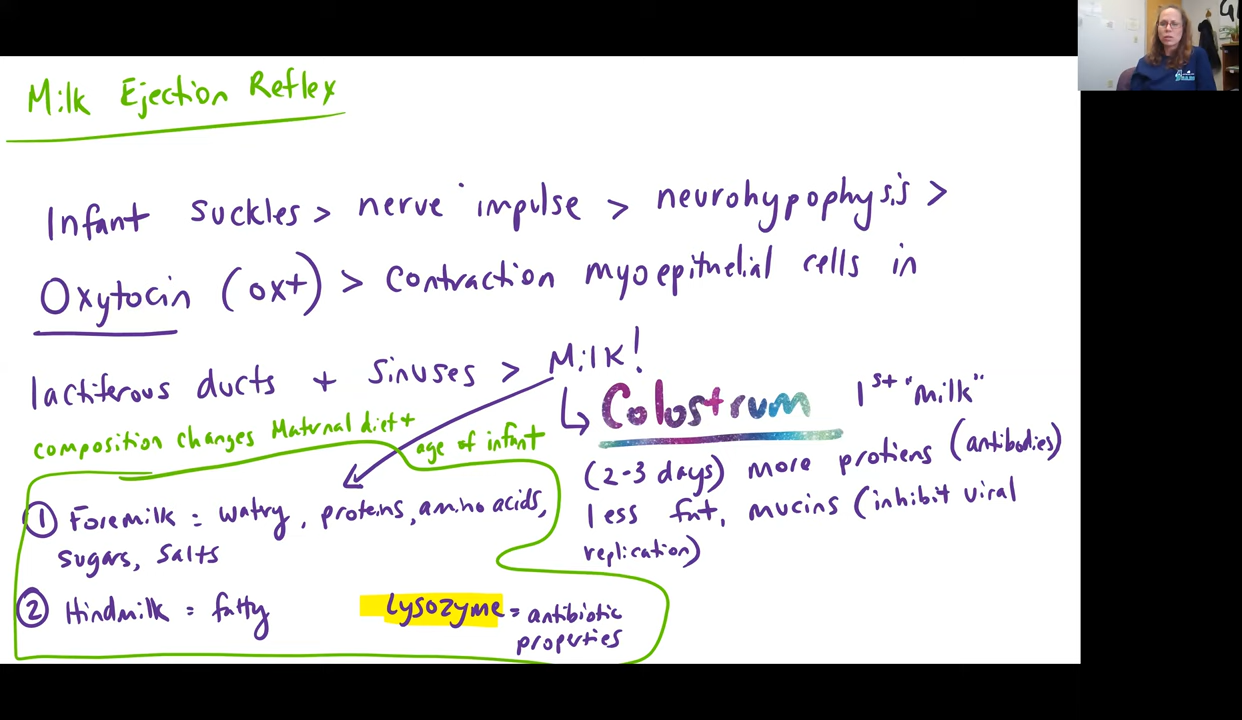 Milk Ejection Reflex
Infant suckles > nerve impulse > neurohypophysis >
Oxytocin (oxt) > contraction myoepithelial cells in
lactiferous ducts + sinuses > Milk!
Colostrum 1st "milk"
(2-3 days) more protiens (antibodies)
less fat, mucins (inhibit viral
replication)
composition changes Maternal diet +
age of infant
1 Foremilk = watry, proteins, amino acids,
sugars, salts
2 Hindmilk = fatty
Lysozyme = antibiotic
properties